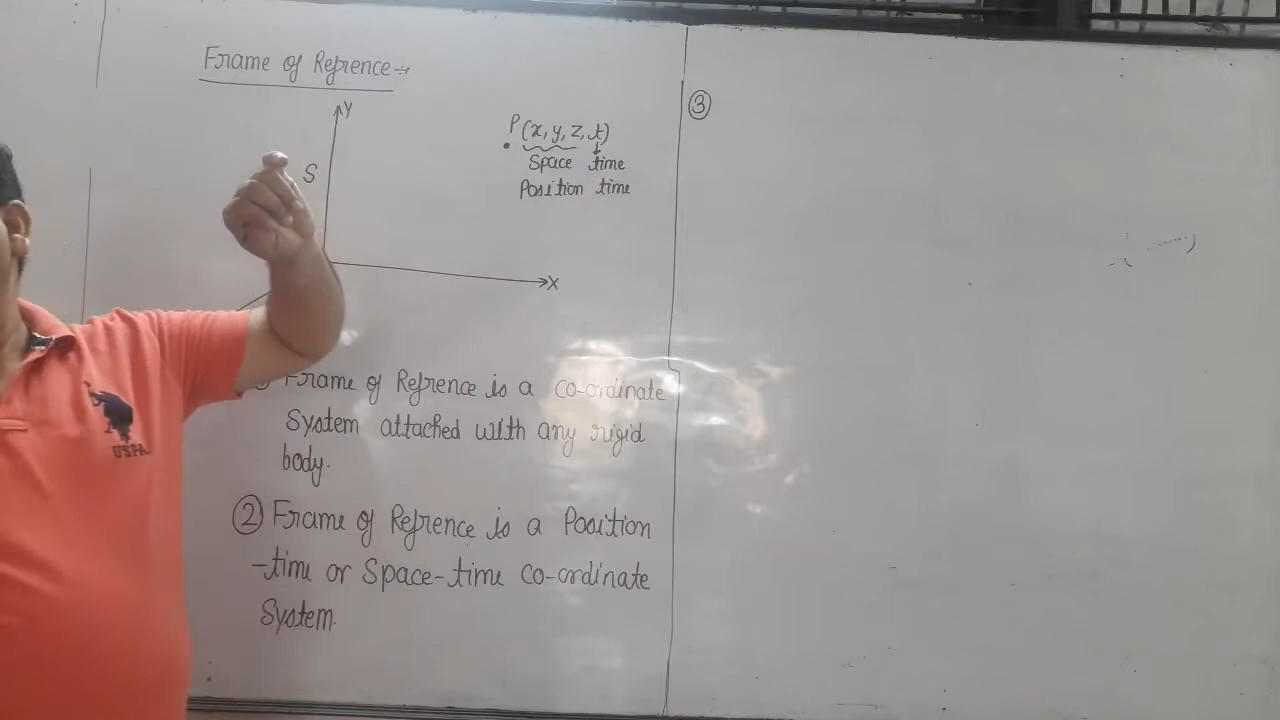 Frame of Refrence:→
Y
P(x, y, z, t)
S
Space time
Position time
X
Frame of Refrence is a co-ordinate
System attached with any rigid
body.
② Frame of Refrence is a Position
-time or Space-time co-ordinate
System.
③
USPA